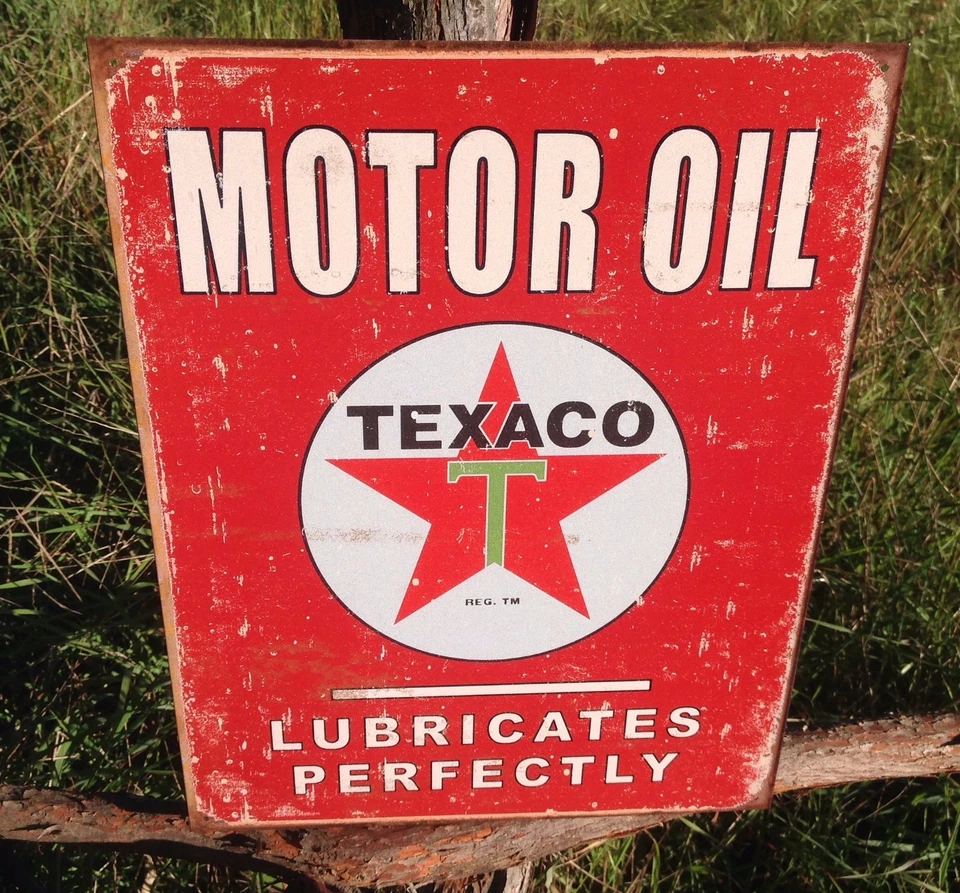 MOTOR OIL
TEXACO
T
REG. TM
LUBRICATES
PERFECTLY